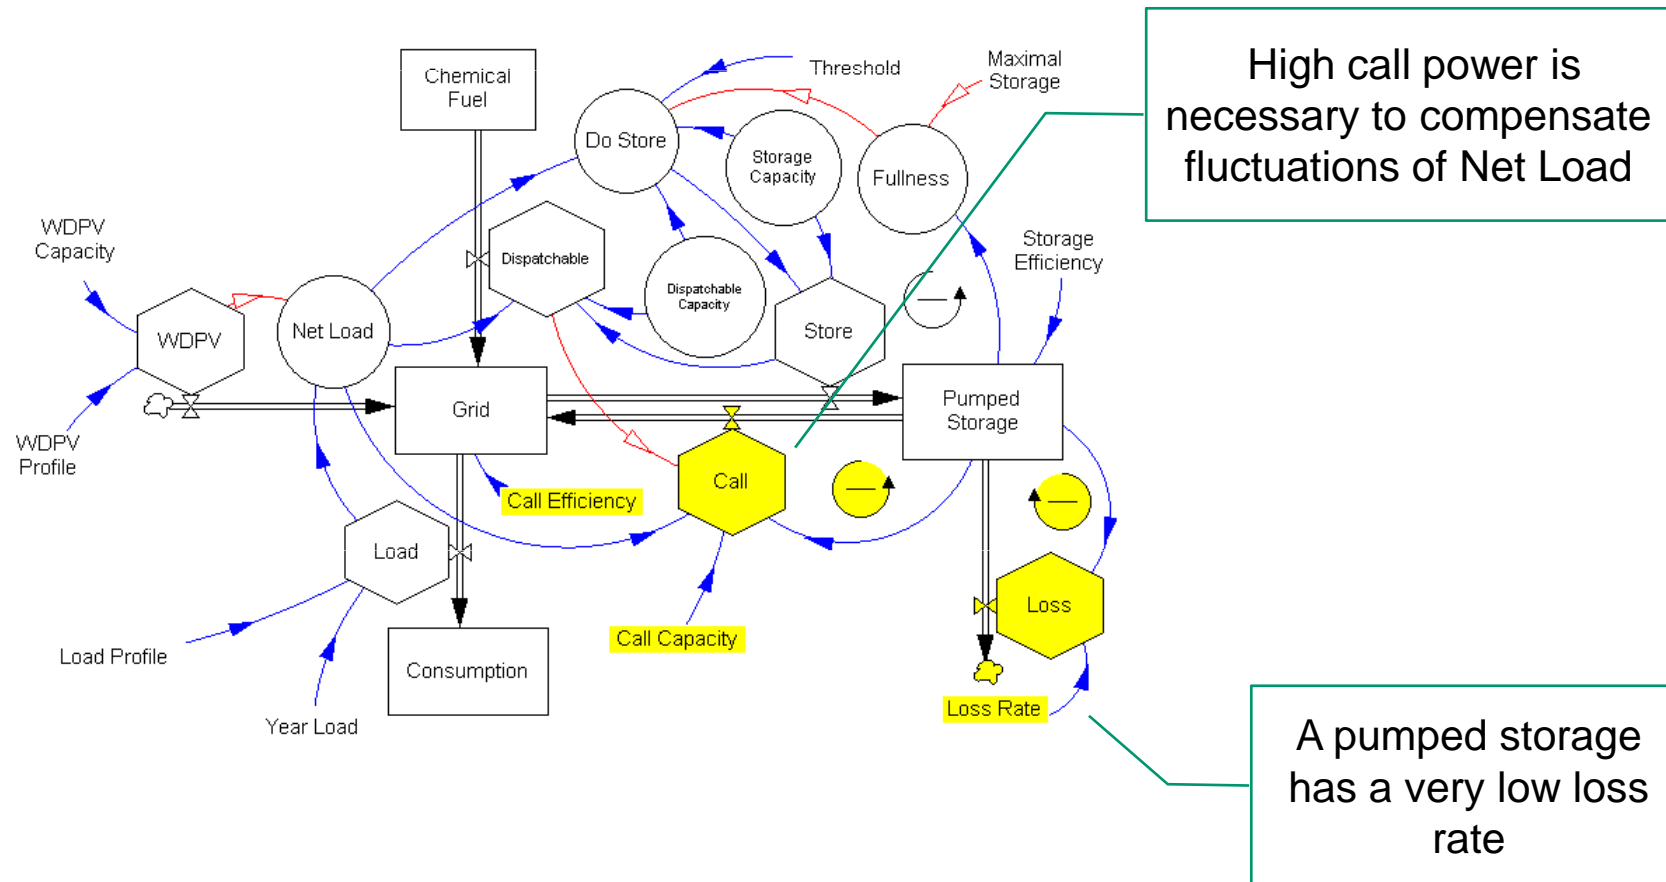 High call power is
necessary to compensate
fluctuations of Net Load
Chemical
Fuel
Threshold
Maximal
Storage
Do Store
Storage
Capacity
Fullness
WDPV
Capacity
Dispatchable
Storage
Efficiency
Dispatchable
Capacity
WDPV
Net Load
Store
Grid
Pumped
Storage
WDPV
Profile
Call Efficiency
Call
Load
Loss
Call Capacity
Load Profile
Consumption
Year Load
Loss Rate
A pumped storage
has a very low loss
rate